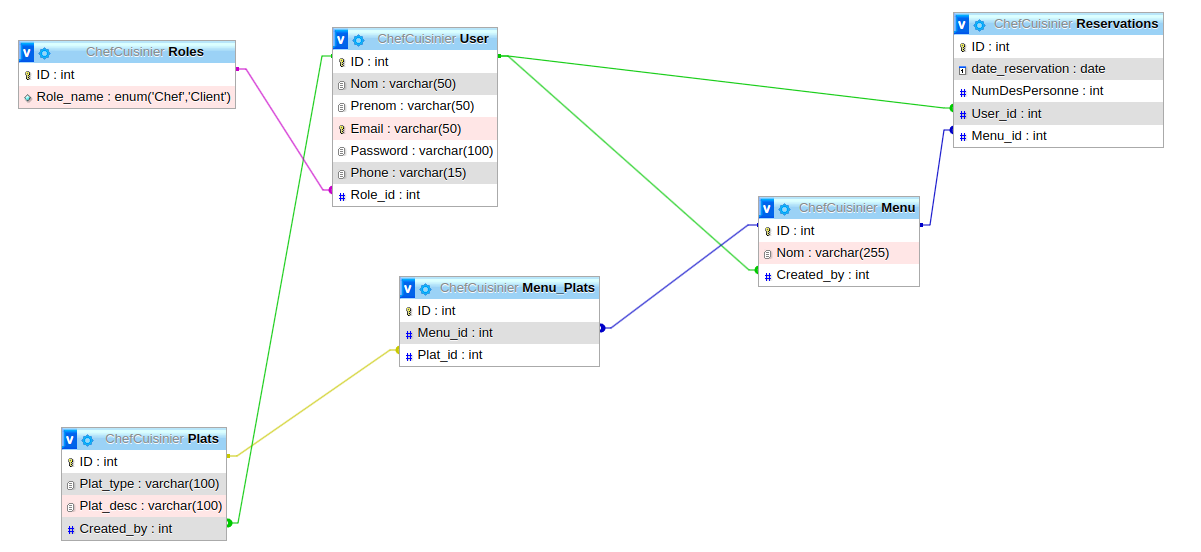 v ChefCuisinier Roles
ID : int
Role_name : enum('Chef','Client')
v ChefCuisinier User
ID : int
Nom : varchar(50)
Prenom : varchar(50)
Email : varchar(50)
Password : varchar(100)
Phone : varchar(15)
# Role_id : int
v ChefCuisinier Reservations
ID : int
date_reservation : date
# NumDesPersonne : int
# User_id : int
# Menu_id : int
v ChefCuisinier Menu
ID : int
Nom : varchar(255)
# Created_by : int
v ChefCuisinier Menu_Plats
ID : int
# Menu_id : int
# Plat_id : int
v ChefCuisinier Plats
ID : int
Plat_type : varchar(100)
Plat_desc : varchar(100)
# Created_by : int